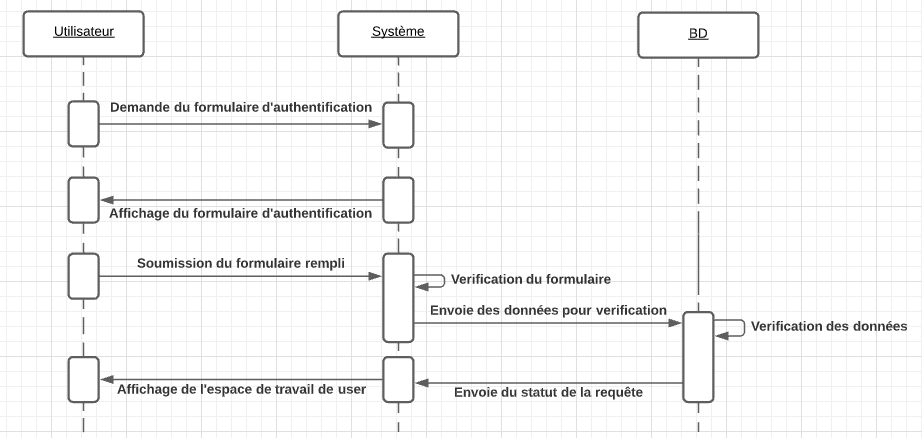 Utilisateur
Système
BD
Demande du formulaire d'authentification
Affichage du formulaire d'authentification
Soumission du formulaire rempli
Verification du formulaire
Envoie des données pour verification
Verification des données
Affichage de l'espace de travail de user
Envoie du statut de la requête